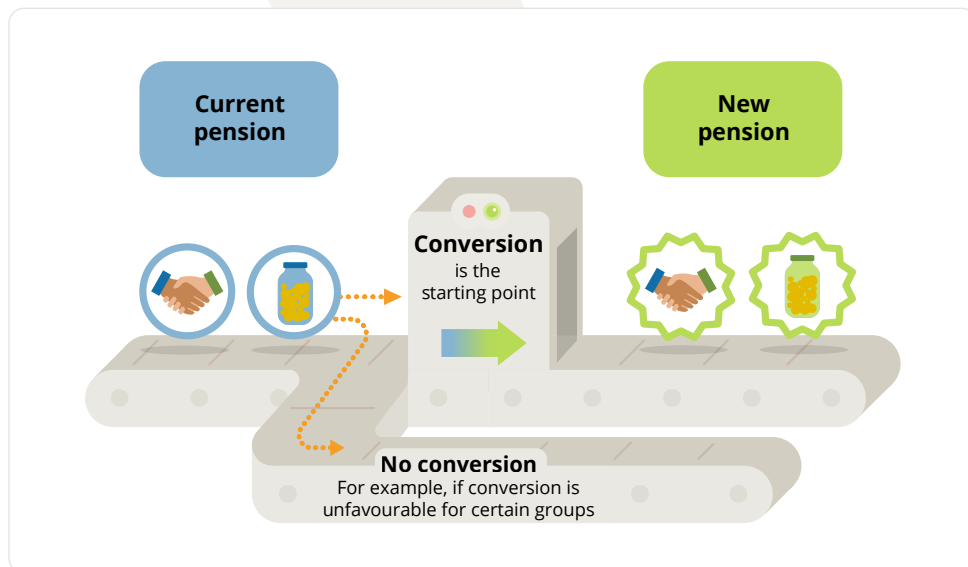 Current
pension
New
pension
Conversion
is the
starting point
No conversion
For example, if conversion is
unfavourable for certain groups